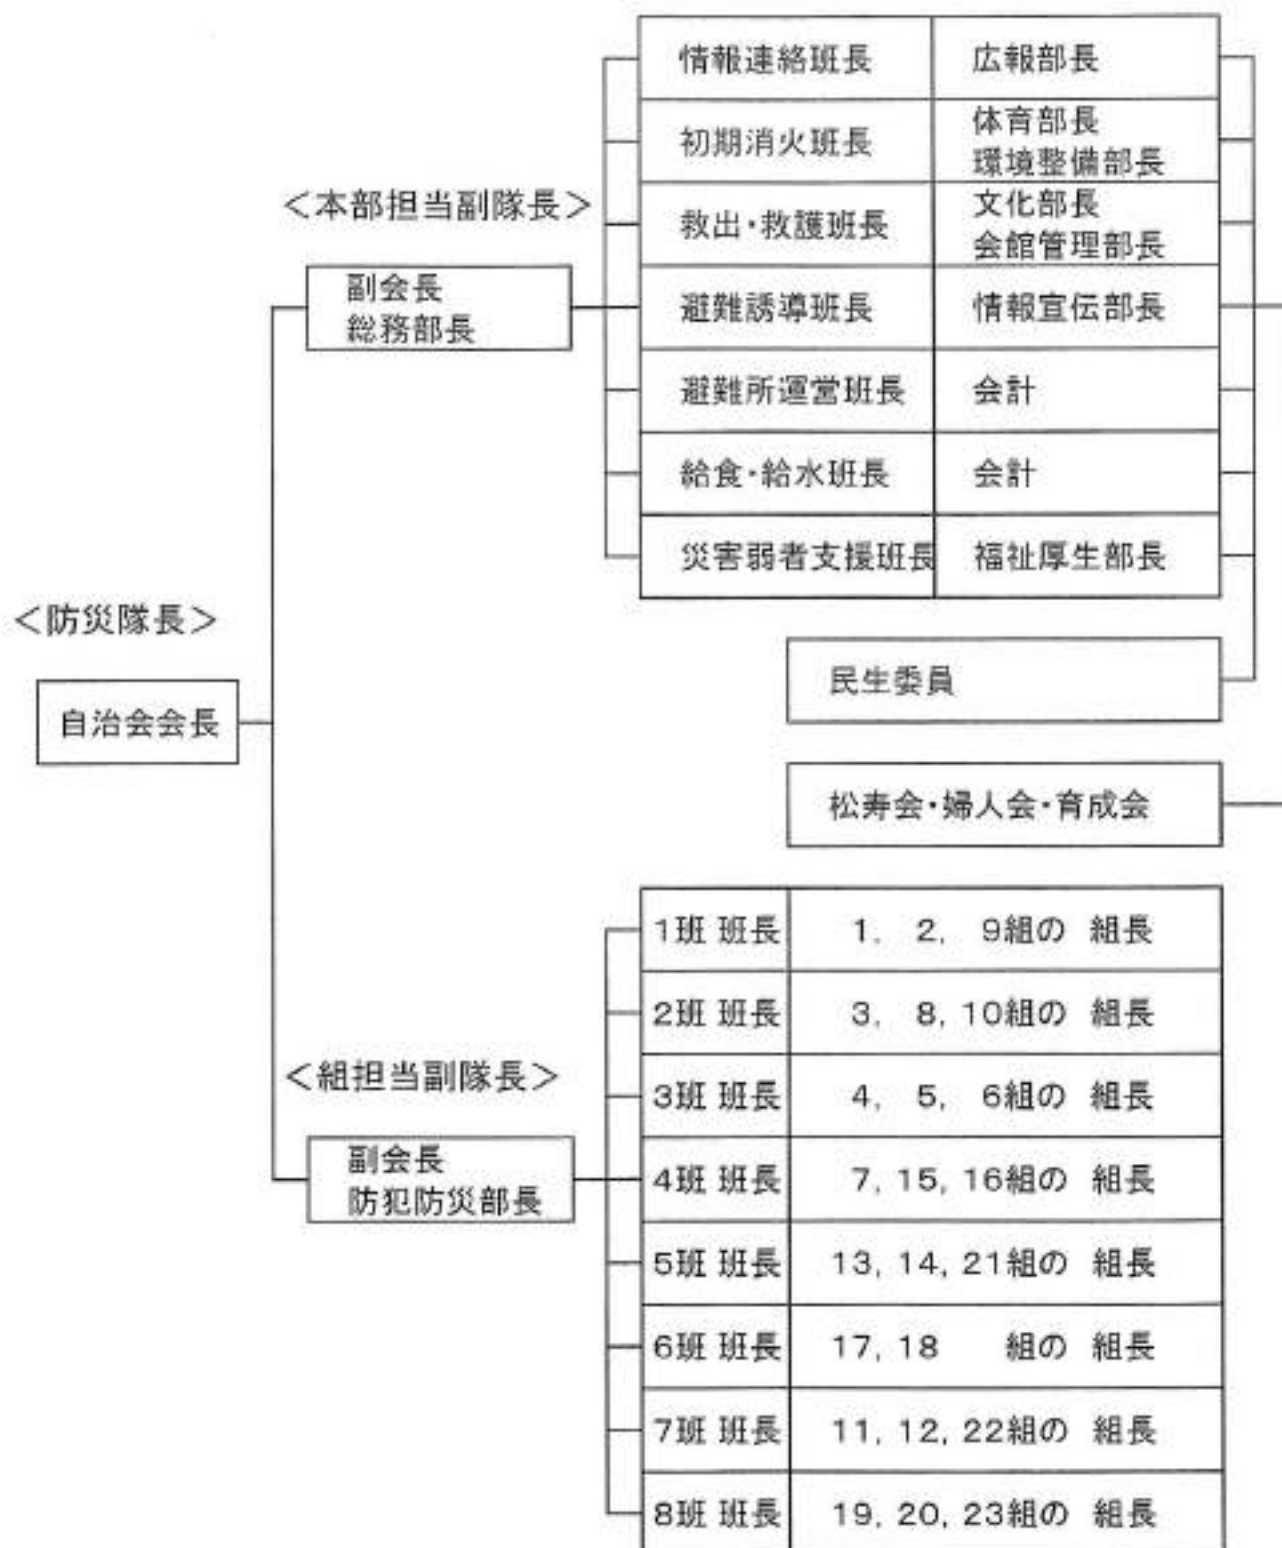 情報連絡班長 広報部長
初期消火班長 体育部長
環境整備部長
<本部担当副隊長>
救出・救護班長 文化部長
会館管理部長
副会長
総務部長
避難誘導班長 情報宣伝部長
避難所運営班長 会計
給食・給水班長 会計
災害弱者支援班長 福祉厚生部長
<防災隊長>
自治会会長
民生委員
松寿会・婦人会・育成会
1班 班長 1, 2, 9組の 組長
2班 班長 3, 8, 10組の 組長
<組担当副隊長>
3班 班長 4, 5, 6組の 組長
副会長
防犯防災部長
4班 班長 7, 15, 16組の 組長
5班 班長 13, 14, 21組の 組長
6班 班長 17, 18 組の 組長
7班 班長 11, 12, 22組の 組長
8班 班長 19, 20, 23組の 組長